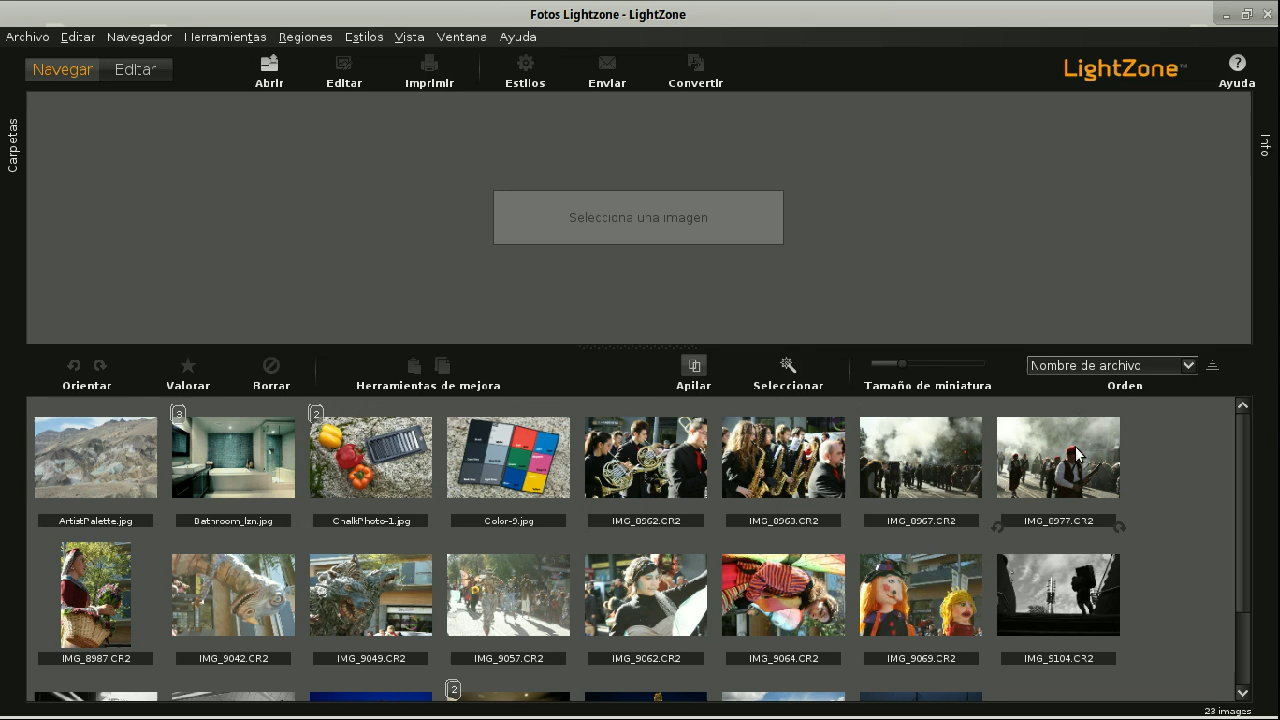 Fotos Lightzone - LightZone
Archivo Editar Navegador Herramientas Regiones Estilos Vista Ventana Ayuda
Navegar Editar Abrir Editar Imprimir Estilos Enviar Convertir LightZone Ayuda
Carpetas
Info
Selecciona una imagen
Nombre de archivo
Orientar Valorar Borrar Herramientas de mejora Apilar Seleccionar Tamaño de miniatura Orden
3 2
ArtistPalette.jpg Bathroom_lzn.jpg ChalkPhoto-1.jpg Color-9.jpg IMG_8962.CR2 IMG_8963.CR2 IMG_8967.CR2 IMG_8977.CR2
IMG_8987.CR2 IMG_9042.CR2 IMG_9049.CR2 IMG_9057.CR2 IMG_9062.CR2 IMG_9064.CR2 IMG_9069.CR2 IMG_9104.CR2
2
23 images